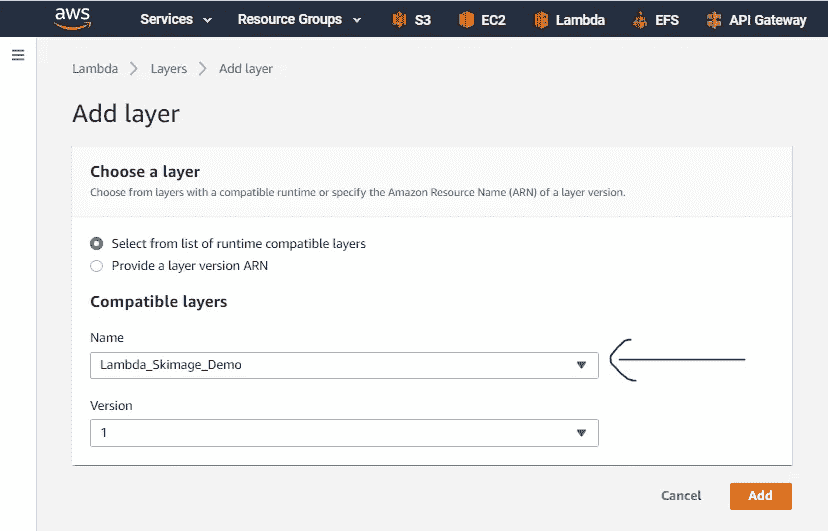 aws Services Resource Groups S3 EC2 Lambda EFS API Gateway
Lambda Layers Add layer
Add layer
Choose a layer
Choose from layers with a compatible runtime or specify the Amazon Resource Name (ARN) of a layer version.
Select from list of runtime compatible layers
Provide a layer version ARN
Compatible layers
Name
Lambda_Skimage_Demo
Version
1
Cancel Add